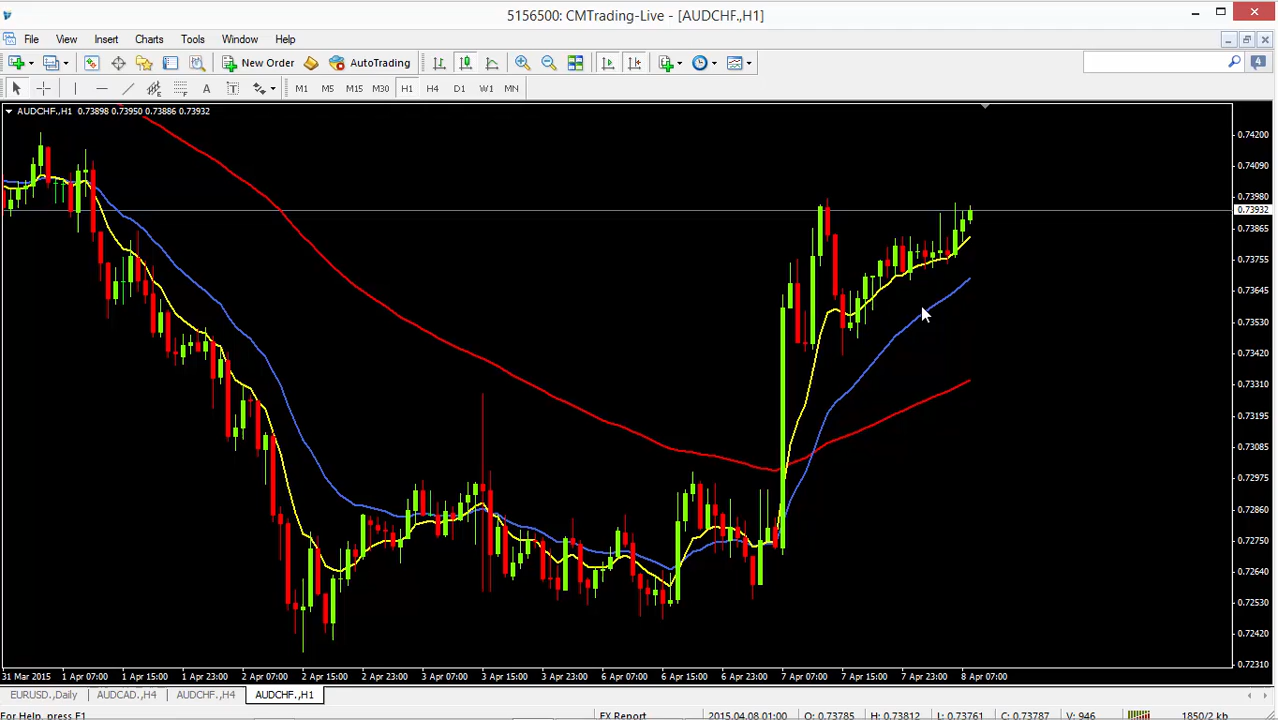 5156500: CMTrading-Live - [AUDCHF.,H1]
File View Insert Charts Tools Window Help
New Order AutoTrading 4
A T M1 M5 M15 M30 H1 H4 D1 W1 MN
AUDCHF.,H1 0.73898 0.73950 0.73886 0.73932
0.74200
0.74090
0.73980
0.73932
0.73865
0.73755
0.73645
0.73530
0.73420
0.73310
0.73195
0.73085
0.72975
0.72860
0.72750
0.72640
0.72530
0.72420
0.72310
31 Mar 2015 1 Apr 07:00 1 Apr 15:00 1 Apr 23:00 2 Apr 07:00 2 Apr 15:00 2 Apr 23:00 3 Apr 07:00 3 Apr 15:00 3 Apr 23:00 6 Apr 07:00 6 Apr 15:00 6 Apr 23:00 7 Apr 07:00 7 Apr 15:00 7 Apr 23:00 8 Apr 07:00
EURUSD.,Daily AUDCAD.,H4 AUDCHF.,H4 AUDCHF.,H1
For Help, press F1 FX Report 2015.04.08 01:00 O: 0.73785 H: 0.73812 L: 0.73761 C: 0.73787 V: 946 1850/2 kb